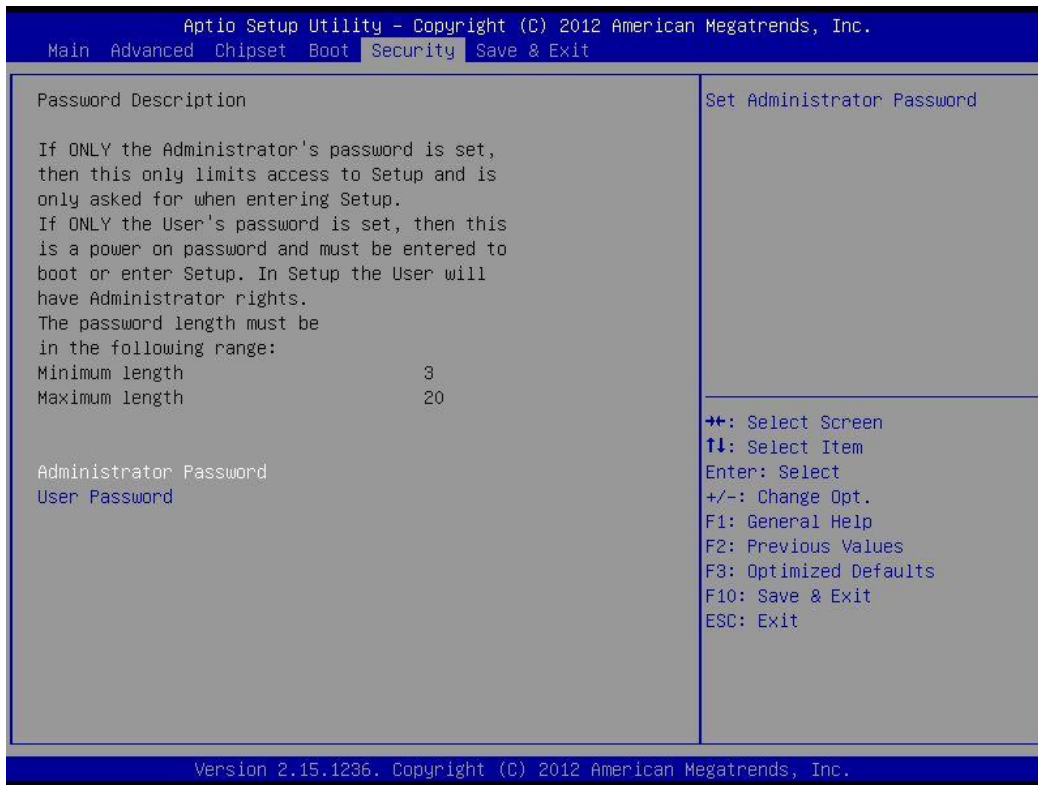 Aptio Setup Utility – Copyright (C) 2012 American Megatrends, Inc.
Main Advanced Chipset Boot Security Save & Exit
Password Description
If ONLY the Administrator's password is set,
then this only limits access to Setup and is
only asked for when entering Setup.
If ONLY the User's password is set, then this
is a power on password and must be entered to
boot or enter Setup. In Setup the User will
have Administrator rights.
The password length must be
in the following range:
Minimum length 3
Maximum length 20
Administrator Password
User Password
Set Administrator Password
→←: Select Screen
↑↓: Select Item
Enter: Select
+/-: Change Opt.
F1: General Help
F2: Previous Values
F3: Optimized Defaults
F10: Save & Exit
ESC: Exit
Version 2.15.1236. Copyright (C) 2012 American Megatrends, Inc.